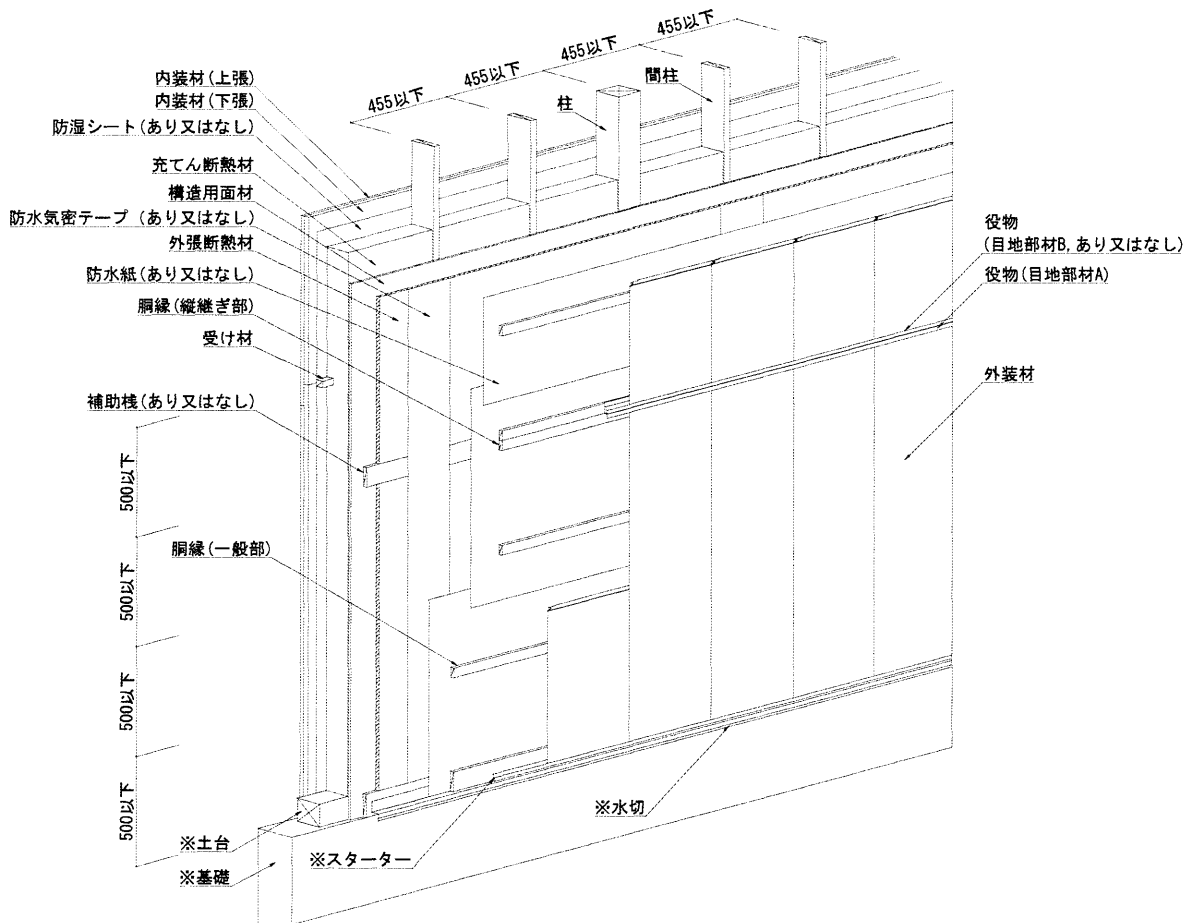 455以下
455以下
455以下
455以下
内装材(上張)
内装材(下張)
防湿シート(あり又はなし)
充てん断熱材
構造用面材
防水気密テープ (あり又はなし)
外張断熱材
防水紙(あり又はなし)
胴縁(縦継ぎ部)
受け材
補助桟(あり又はなし)
胴縁(一般部)
柱
間柱
役物
(目地部材B,あり又はなし)
役物(目地部材A)
外装材
500以下
500以下
500以下
500以下
※土台
※基礎
※スターター
※水切